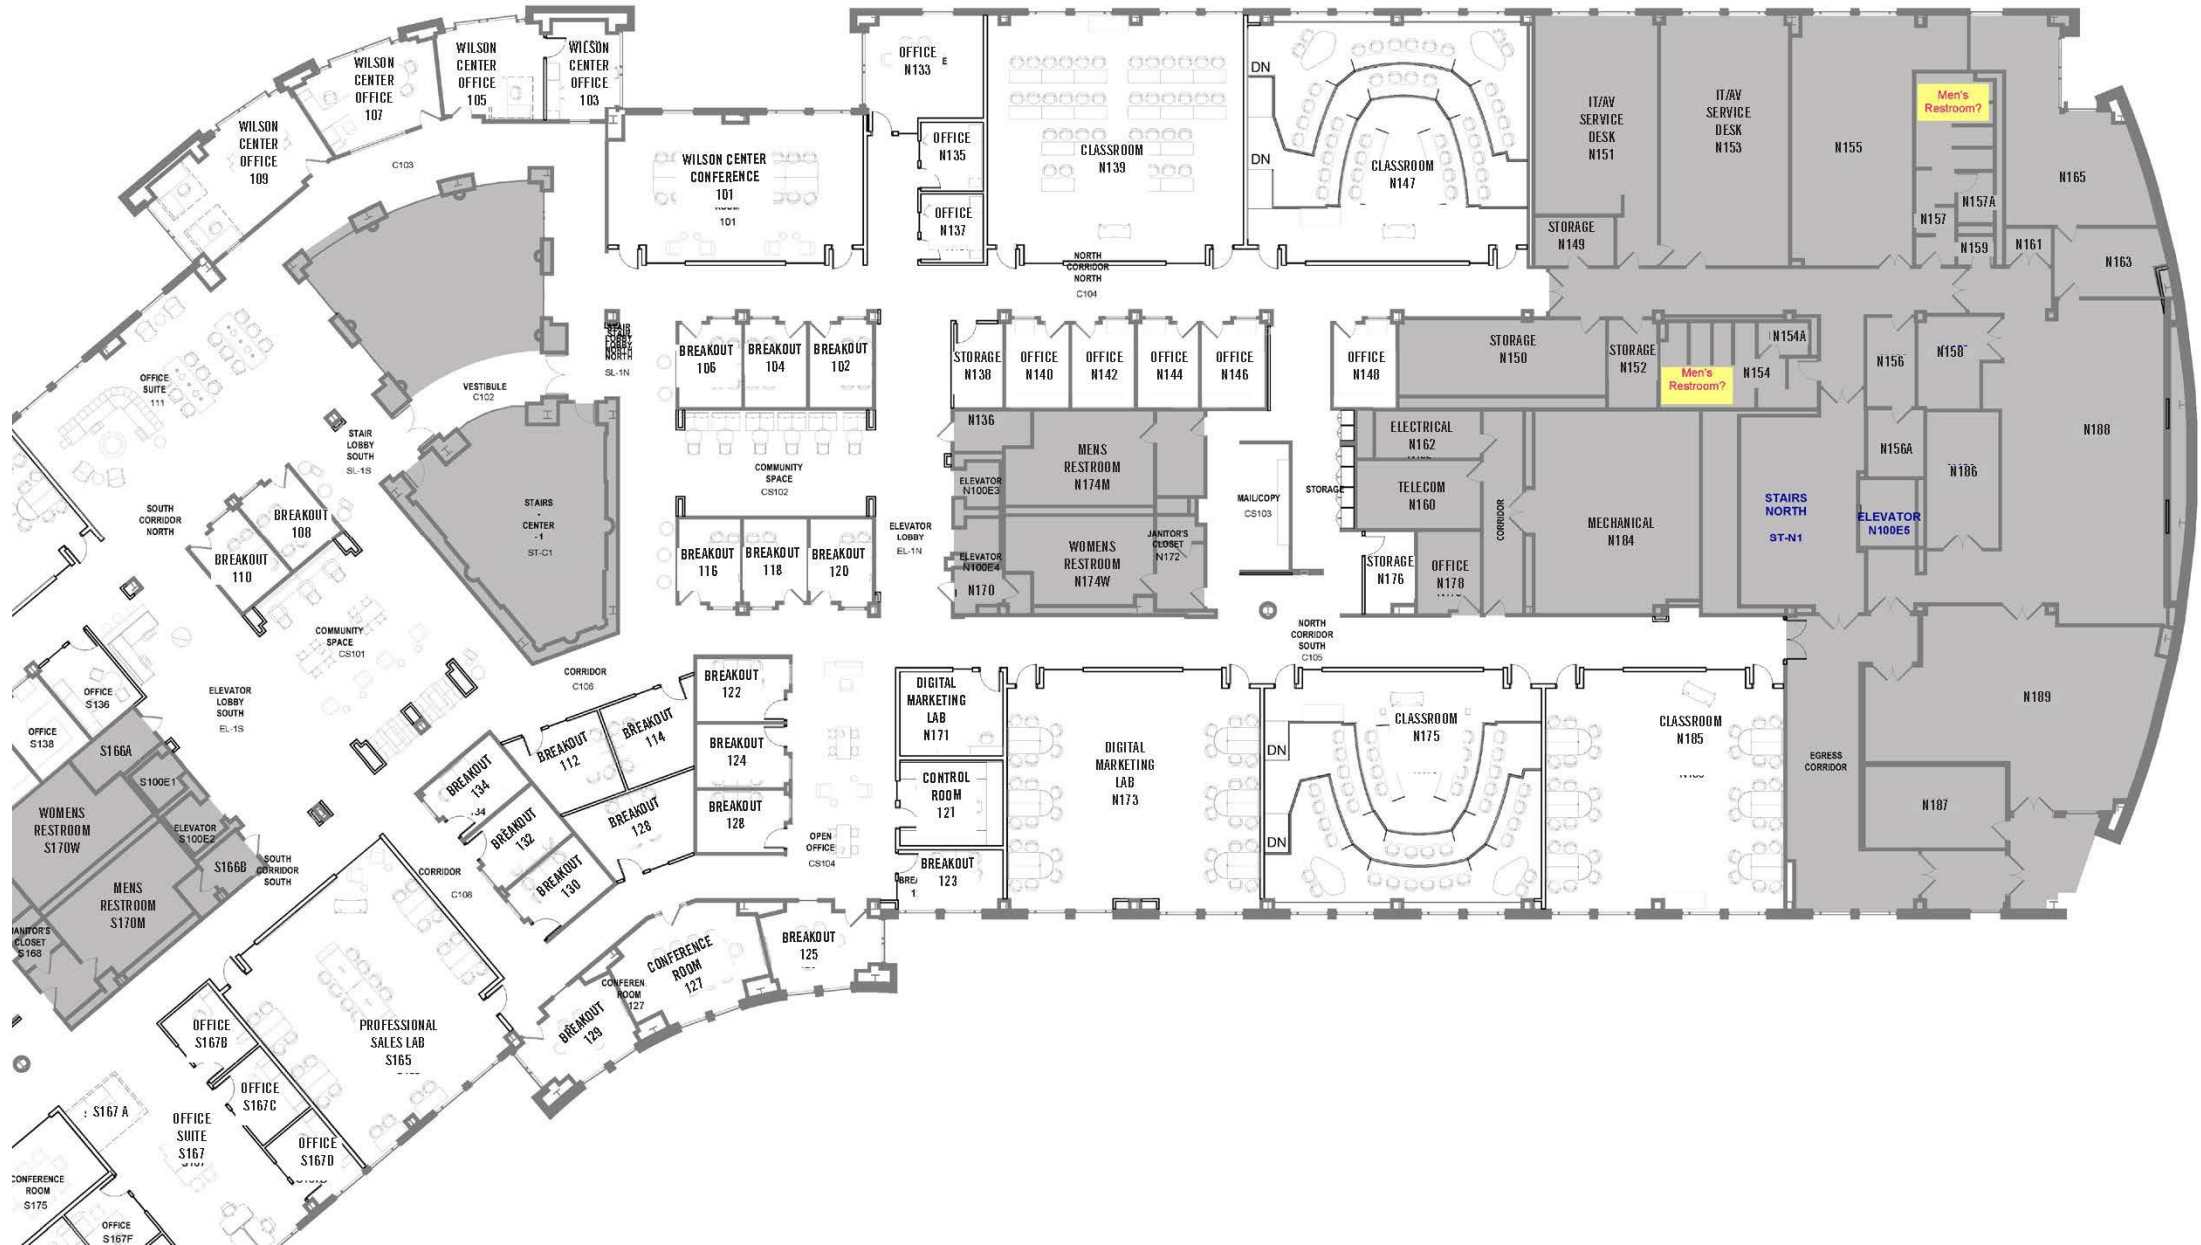 WILSON
CENTER
OFFICE
109
WILSON
CENTER
OFFICE
107
WILSON
CENTER
OFFICE
105
WILSON
CENTER
OFFICE
103
C103
WILSON CENTER
CONFERENCE
101
101
OFFICE
N133
OFFICE
N135
OFFICE
N137
CLASSROOM
N139
DN
DN
CLASSROOM
N147
IT/AV
SERVICE
DESK
N151
IT/AV
SERVICE
DESK
N153
STORAGE
N149
N155
Men's
Restroom?
N157
N157A
N159
N161
N165
N163
NORTH
CORRIDOR
NORTH
C104
OFFICE
SUITE
111
VESTIBULE
C102
STAIR
LOBBY
NORTH
SL-1N
STAIR
LOBBY
SOUTH
SL-1S
BREAKOUT
106
BREAKOUT
104
BREAKOUT
102
STORAGE
N138
OFFICE
N140
OFFICE
N142
OFFICE
N144
OFFICE
N146
OFFICE
N148
STORAGE
N150
STORAGE
N152
Men's
Restroom?
N154
N154A
N156
N158
N156A
N186
N188
COMMUNITY
SPACE
CS102
N136
ELEVATOR
N100E3
MENS
RESTROOM
N174M
MAIL/COPY
CS103
STORAGE
ELECTRICAL
N162
TELECOM
N160
CORRIDOR
MECHANICAL
N184
STAIRS
NORTH
ST-N1
ELEVATOR
N100E5
SOUTH
CORRIDOR
NORTH
BREAKOUT
108
BREAKOUT
110
STAIRS
-
CENTER
-1
ST-C1
BREAKOUT
116
BREAKOUT
118
BREAKOUT
120
ELEVATOR
LOBBY
EL-1N
ELEVATOR
N100E4
N170
WOMENS
RESTROOM
N174W
JANITOR'S
CLOSET
N172
STORAGE
N176
OFFICE
N178
NORTH
CORRIDOR
SOUTH
C105
COMMUNITY
SPACE
CS101
CORRIDOR
C106
OFFICE
S136
OFFICE
S138
ELEVATOR
LOBBY
SOUTH
EL-1S
BREAKOUT
122
BREAKOUT
124
BREAKOUT
128
BREAKOUT
114
BREAKOUT
112
BREAKOUT
128
BREAKOUT
134
34
BREAKOUT
132
BREAKOUT
130
DIGITAL
MARKETING
LAB
N171
CONTROL
ROOM
121
BREAKOUT
123
OPEN
OFFICE
CS104
DIGITAL
MARKETING
LAB
N173
DN
DN
CLASSROOM
N175
CLASSROOM
N185
EGRESS
CORRIDOR
N189
N187
S166A
S100E1
ELEVATOR
S100E2
S166B
WOMENS
RESTROOM
S170W
MENS
RESTROOM
S170M
JANITOR'S
CLOSET
S168
SOUTH
CORRIDOR
SOUTH
CORRIDOR
C106
BREAKOUT
125
CONFERENCE
ROOM
127
CONFEREN
ROOM
127
BREAKOUT
129
PROFESSIONAL
SALES LAB
S165
OFFICE
S167B
OFFICE
S167C
OFFICE
S167D
S167 A
OFFICE
SUITE
S167
CONFERENCE
ROOM
S175
OFFICE
S167F